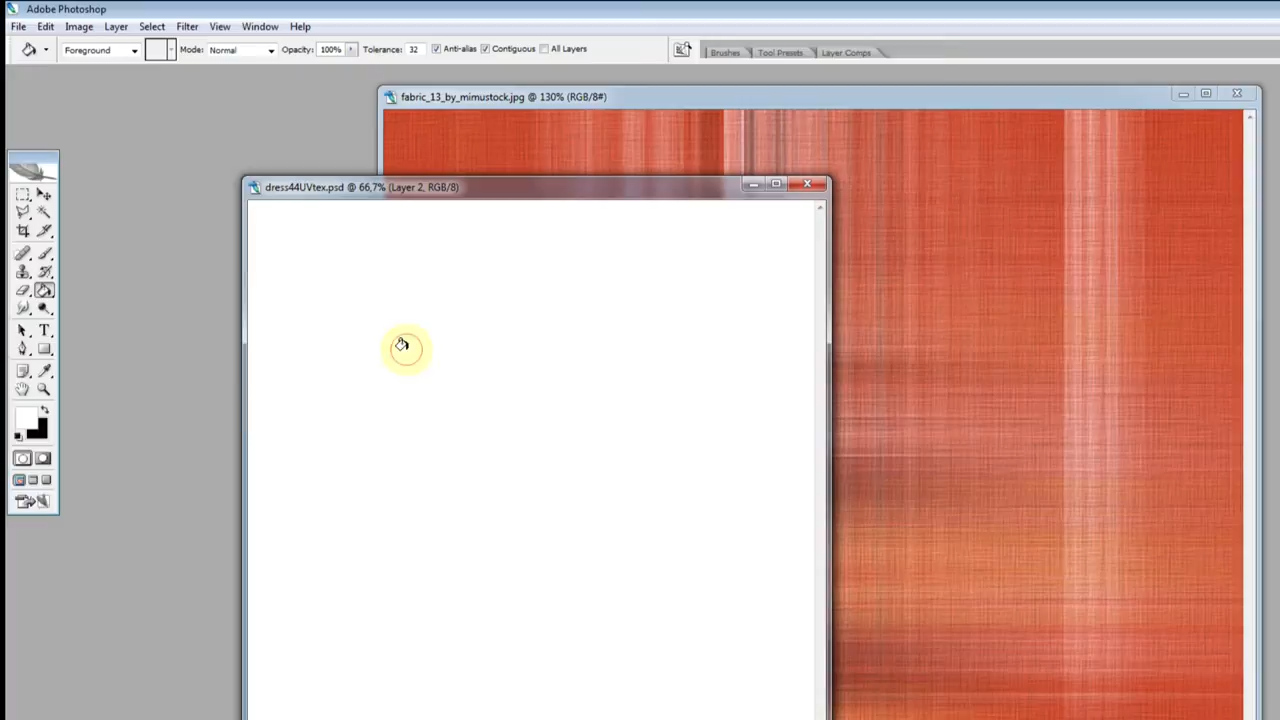 Adobe Photoshop
File Edit Image Layer Select Filter View Window Help
Foreground Mode: Normal Opacity: 100% Tolerance: 32 Anti-alias Contiguous All Layers Brushes Tool Presets Layer Comps
fabric_13_by_mimustock.jpg @ 130% (RGB/8#)
dress44UVtex.psd @ 66,7% (Layer 2, RGB/8)
T